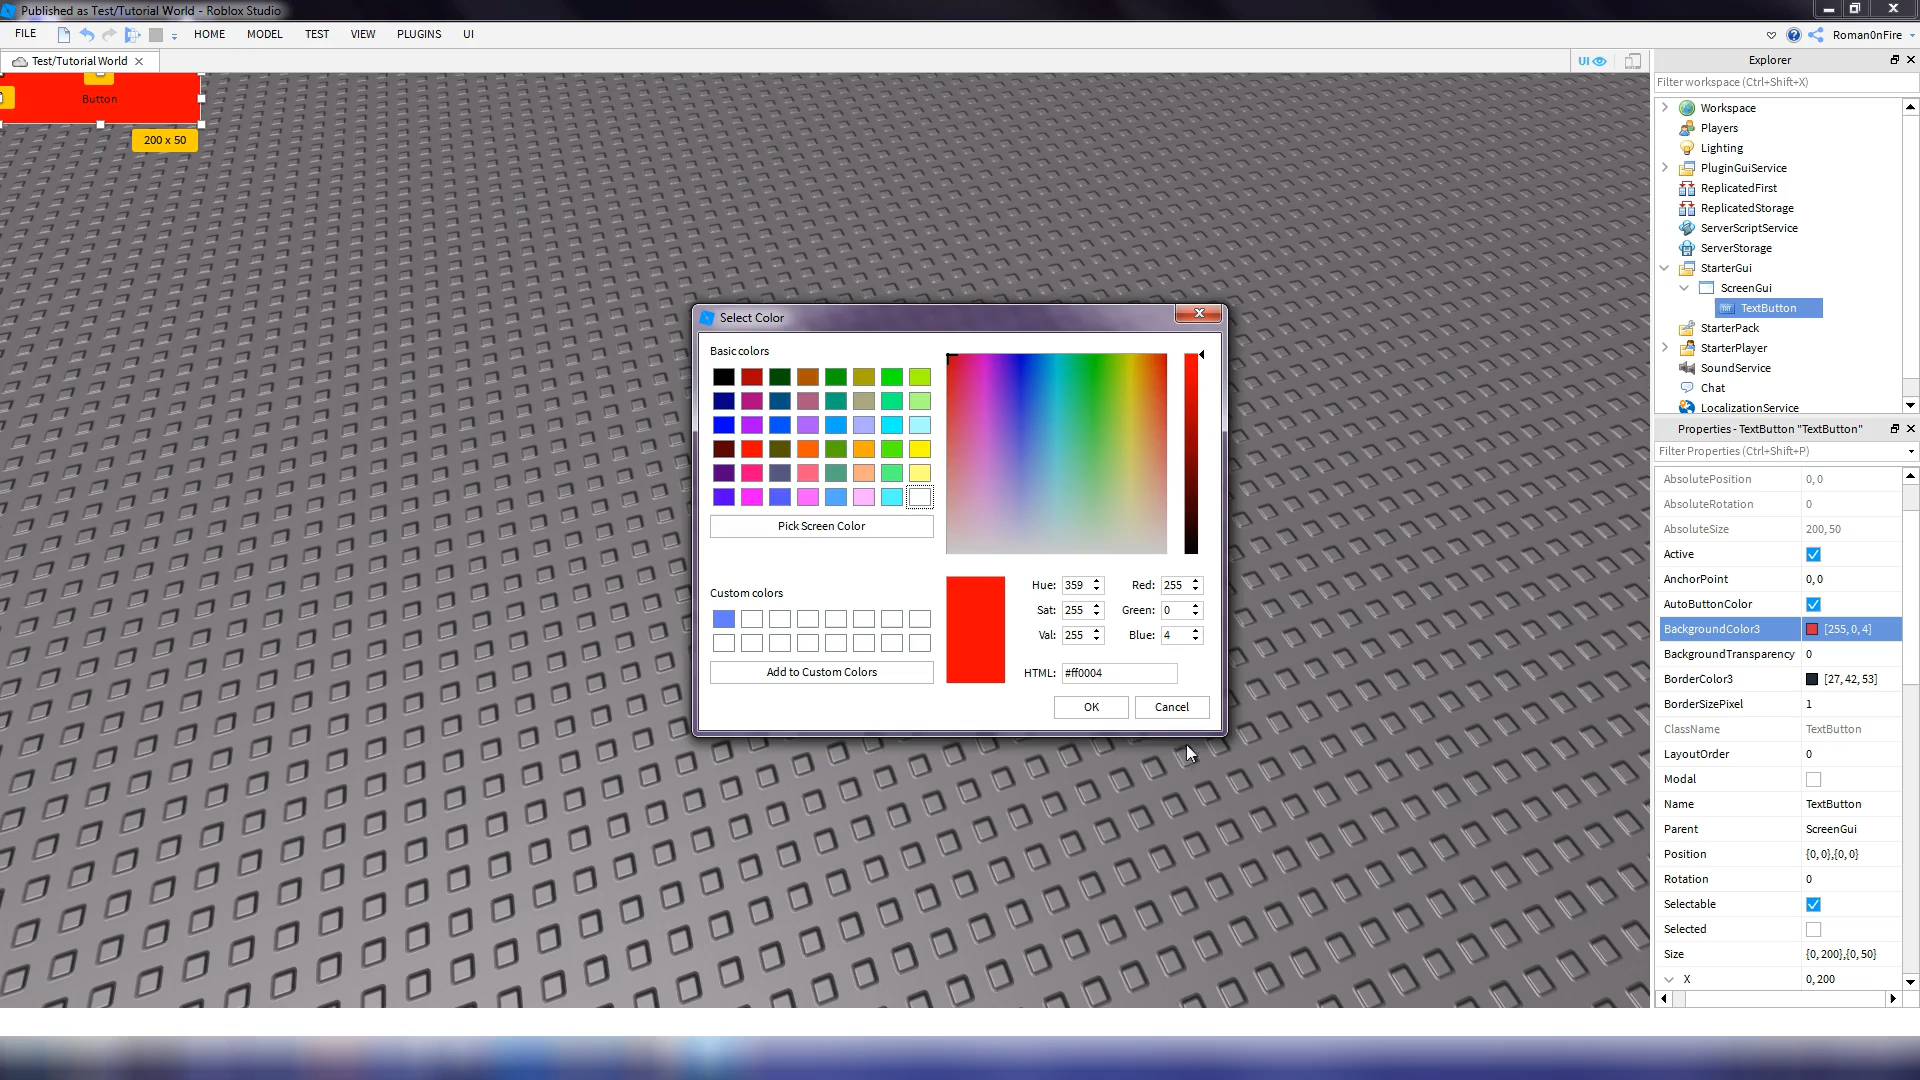 Published as Test/Tutorial World - Roblox Studio
FILE HOME MODEL TEST VIEW PLUGINS UI Roman0nFire
Test/Tutorial World UI
Button
200 x 50
Select Color
Basic colors
Pick Screen Color
Custom colors
Add to Custom Colors
Hue: 359 Red: 255
Sat: 255 Green: 0
Val: 255 Blue: 4
HTML: #ff0004
OK Cancel
Explorer
Filter workspace (Ctrl+Shift+X)
Workspace
Players
Lighting
PluginGuiService
ReplicatedFirst
ReplicatedStorage
ServerScriptService
ServerStorage
StarterGui
ScreenGui
TextButton
StarterPack
StarterPlayer
SoundService
Chat
LocalizationService
Properties - TextButton "TextButton"
Filter Properties (Ctrl+Shift+P)
AbsolutePosition 0, 0
AbsoluteRotation 0
AbsoluteSize 200, 50
Active
AnchorPoint 0, 0
AutoButtonColor
BackgroundColor3 [255, 0, 4]
BackgroundTransparency 0
BorderColor3 [27, 42, 53]
BorderSizePixel 1
ClassName TextButton
LayoutOrder 0
Modal
Name TextButton
Parent ScreenGui
Position {0, 0},{0, 0}
Rotation 0
Selectable
Selected
Size {0, 200},{0, 50}
X 0, 200